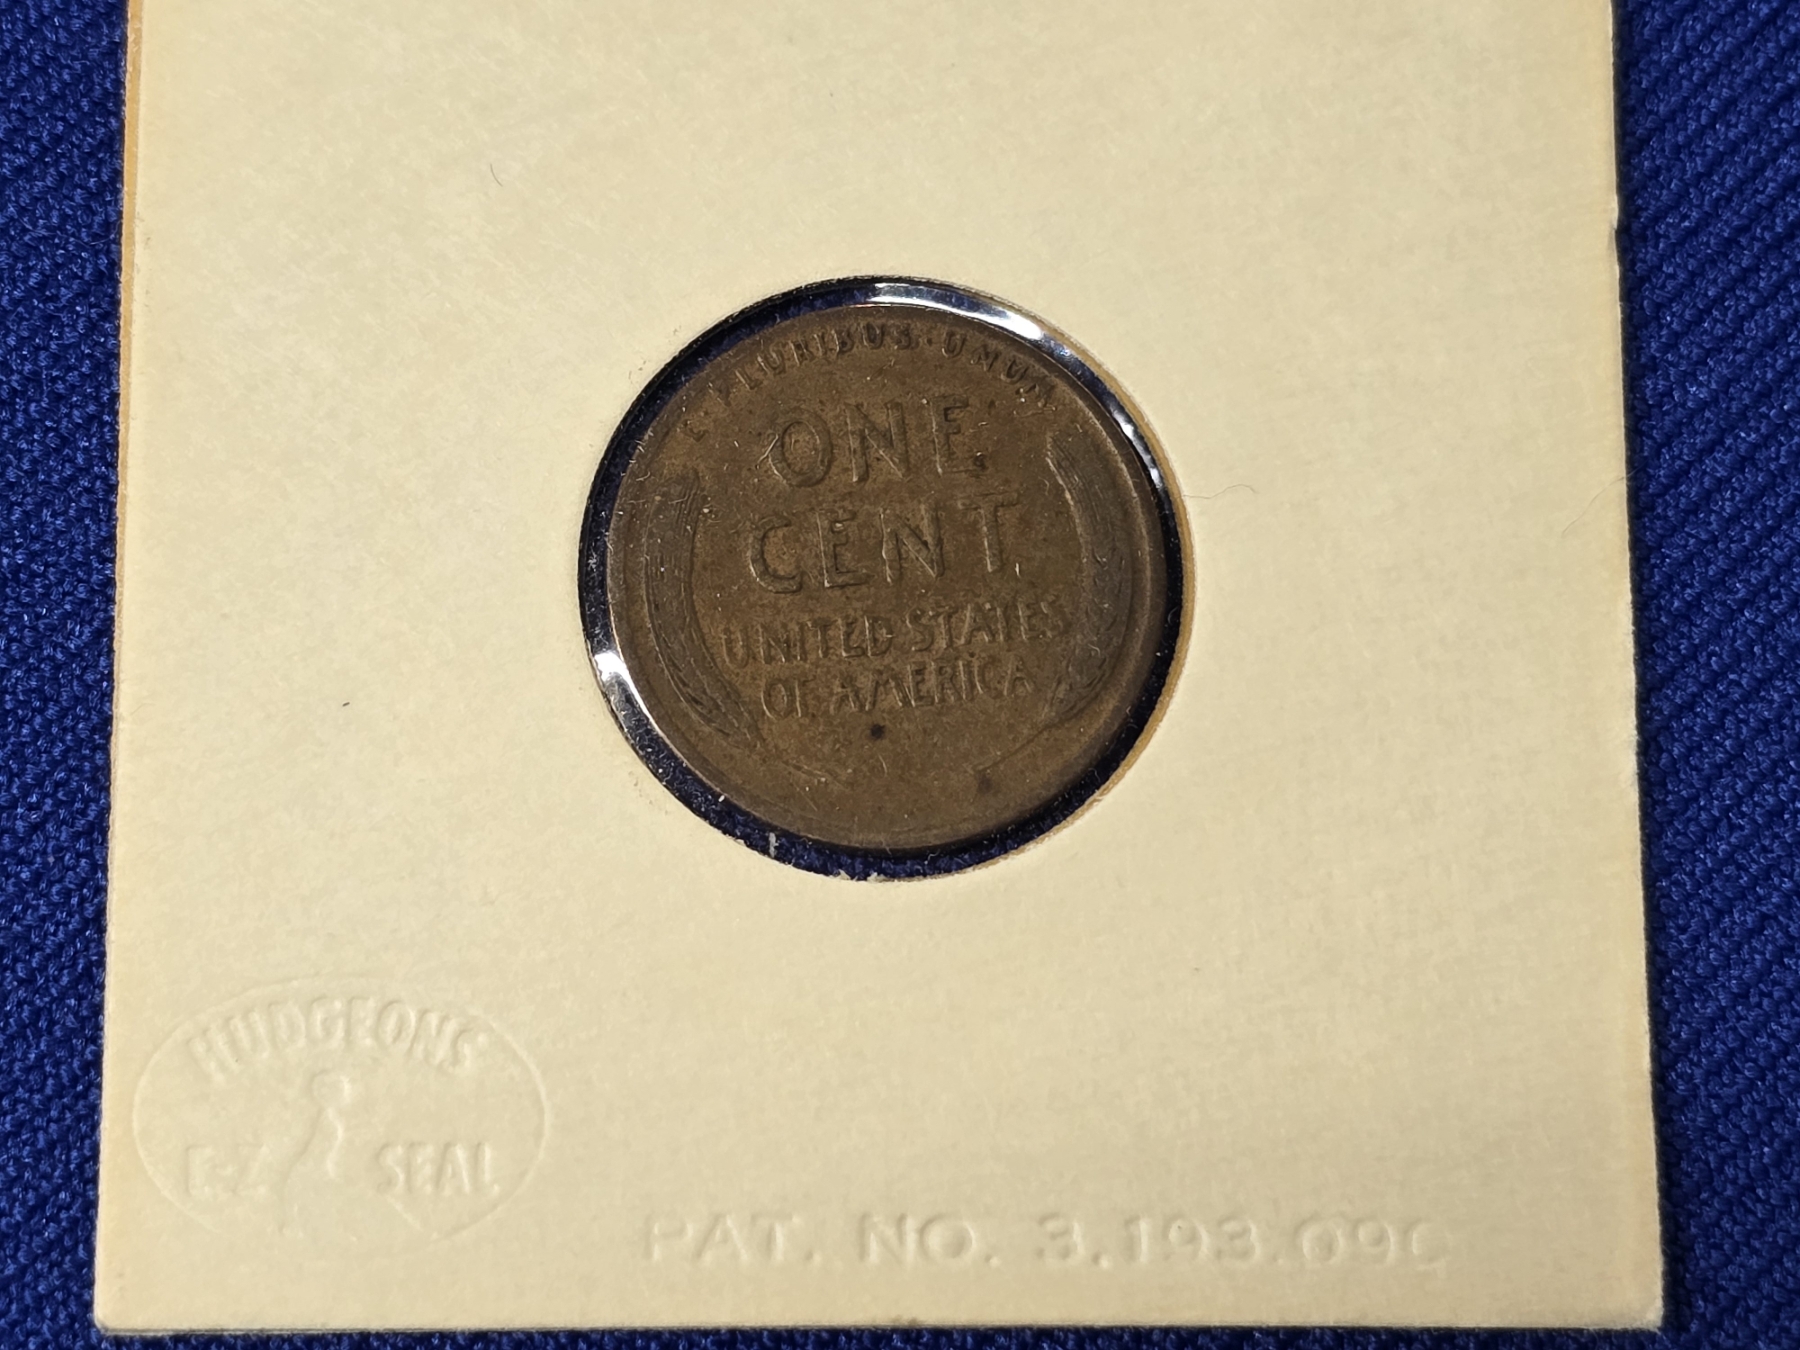 E·PLURIBUS·UNUM
ONE
CENT
UNITED STATES
OF AMERICA
HUDGEONS
E-Z SEAL
PAT. NO. 3,193,099